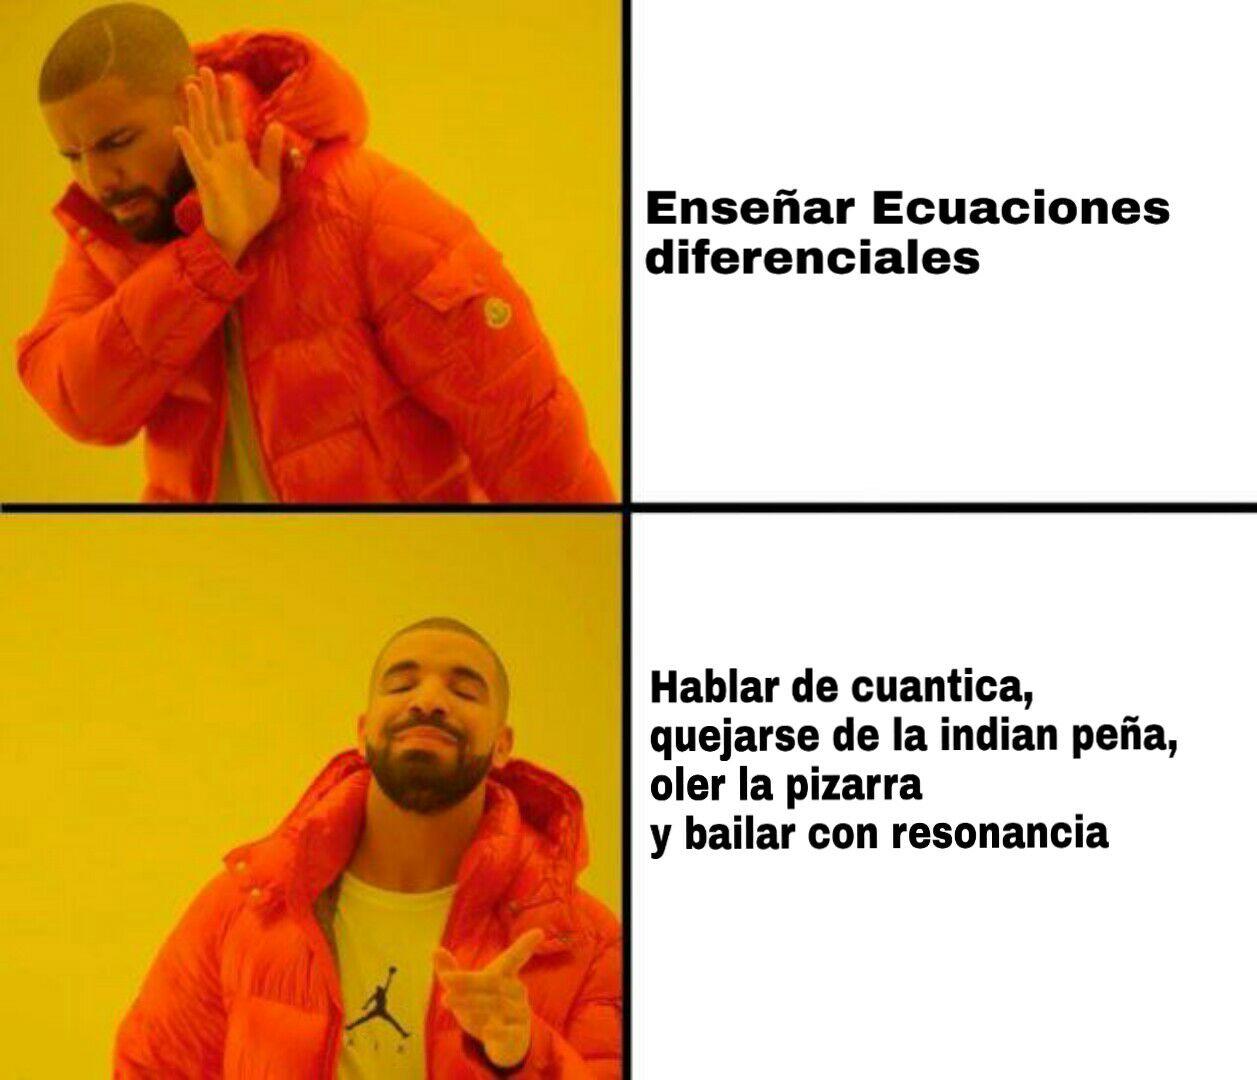 Enseñar Ecuaciones
diferenciales
Hablar de cuantica,
quejarse de la indian peña,
oler la pizarra
y bailar con resonancia